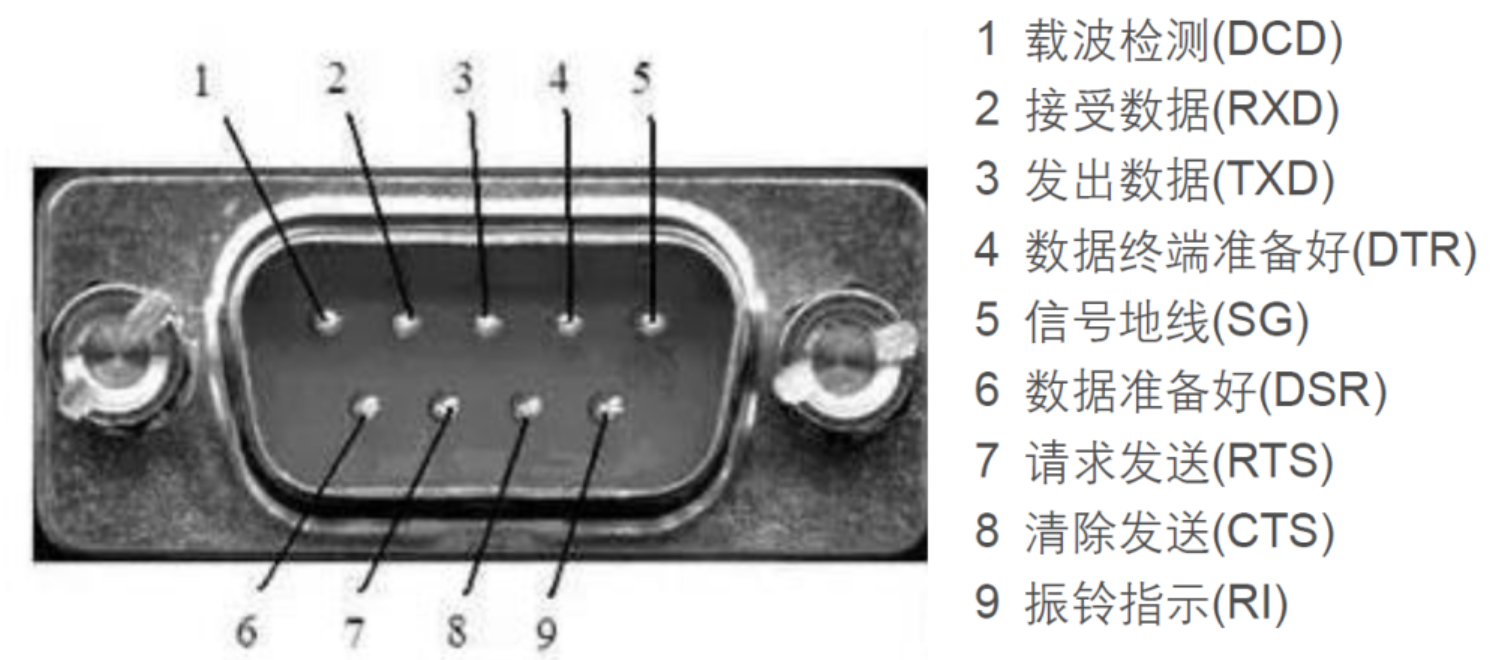 1 2 3 4 5
6 7 8 9
1 载波检测(DCD)
2 接受数据(RXD)
3 发出数据(TXD)
4 数据终端准备好(DTR)
5 信号地线(SG)
6 数据准备好(DSR)
7 请求发送(RTS)
8 清除发送(CTS)
9 振铃指示(RI)